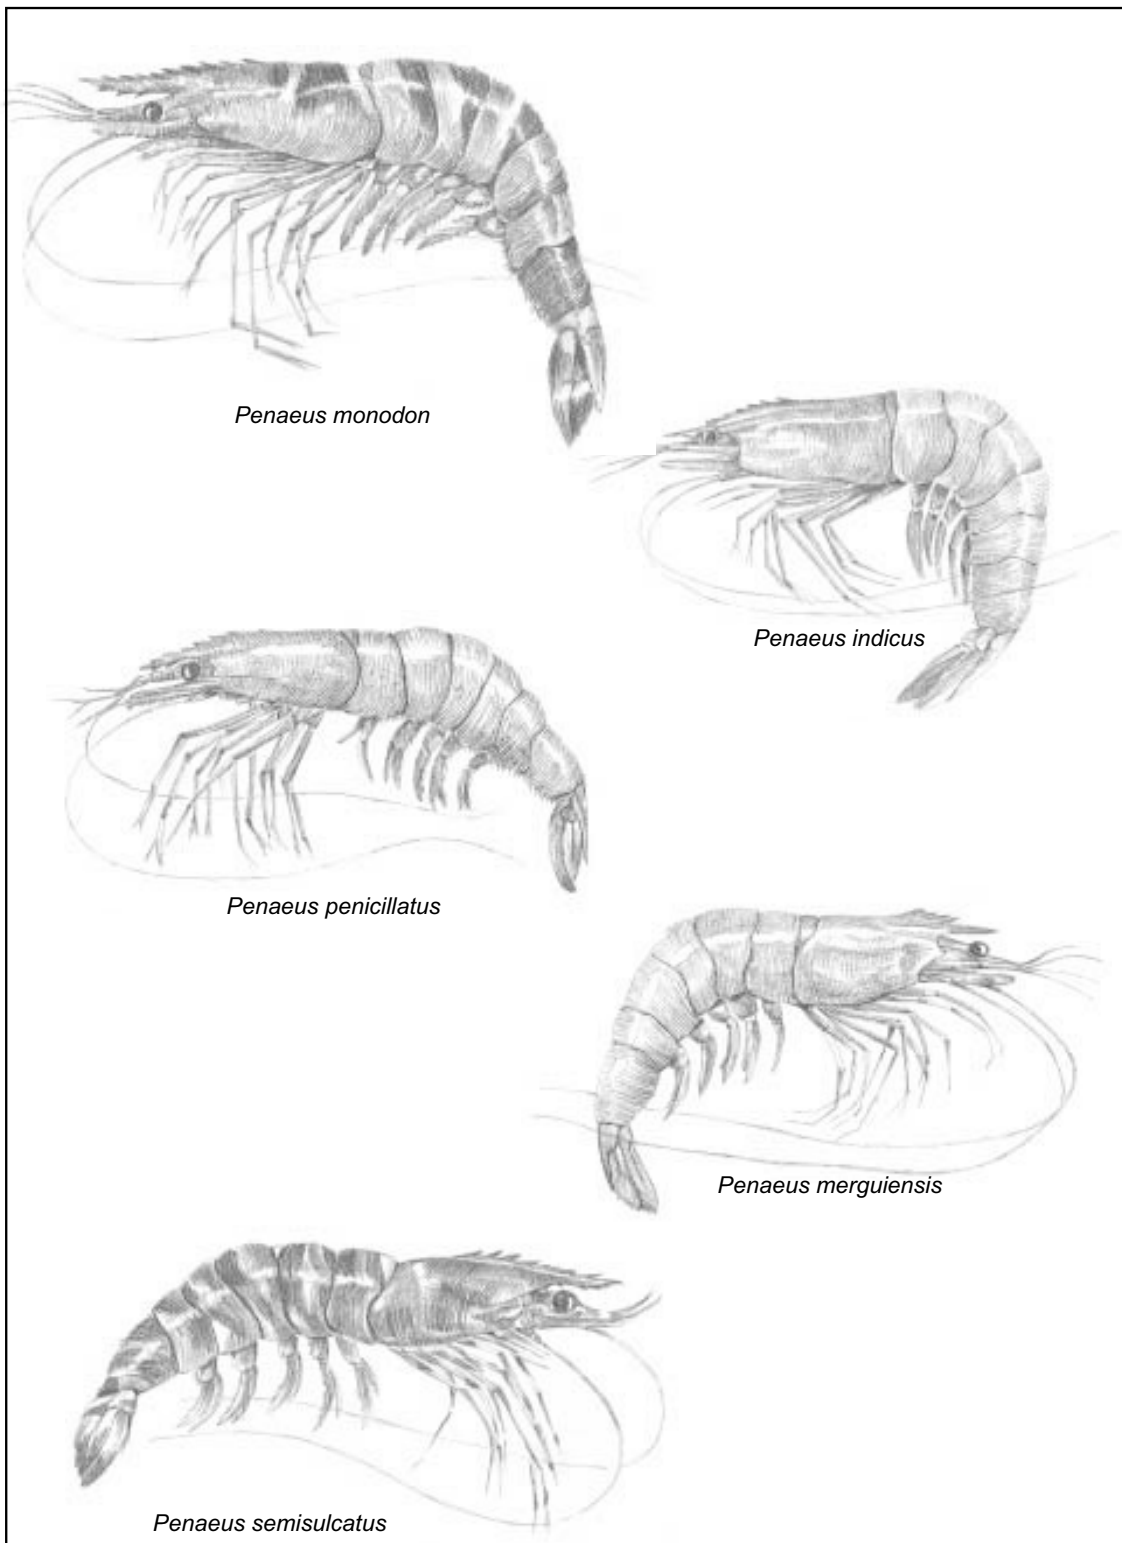 Penaeus monodon
Penaeus indicus
Penaeus penicillatus
Penaeus merguiensis
Penaeus semisulcatus